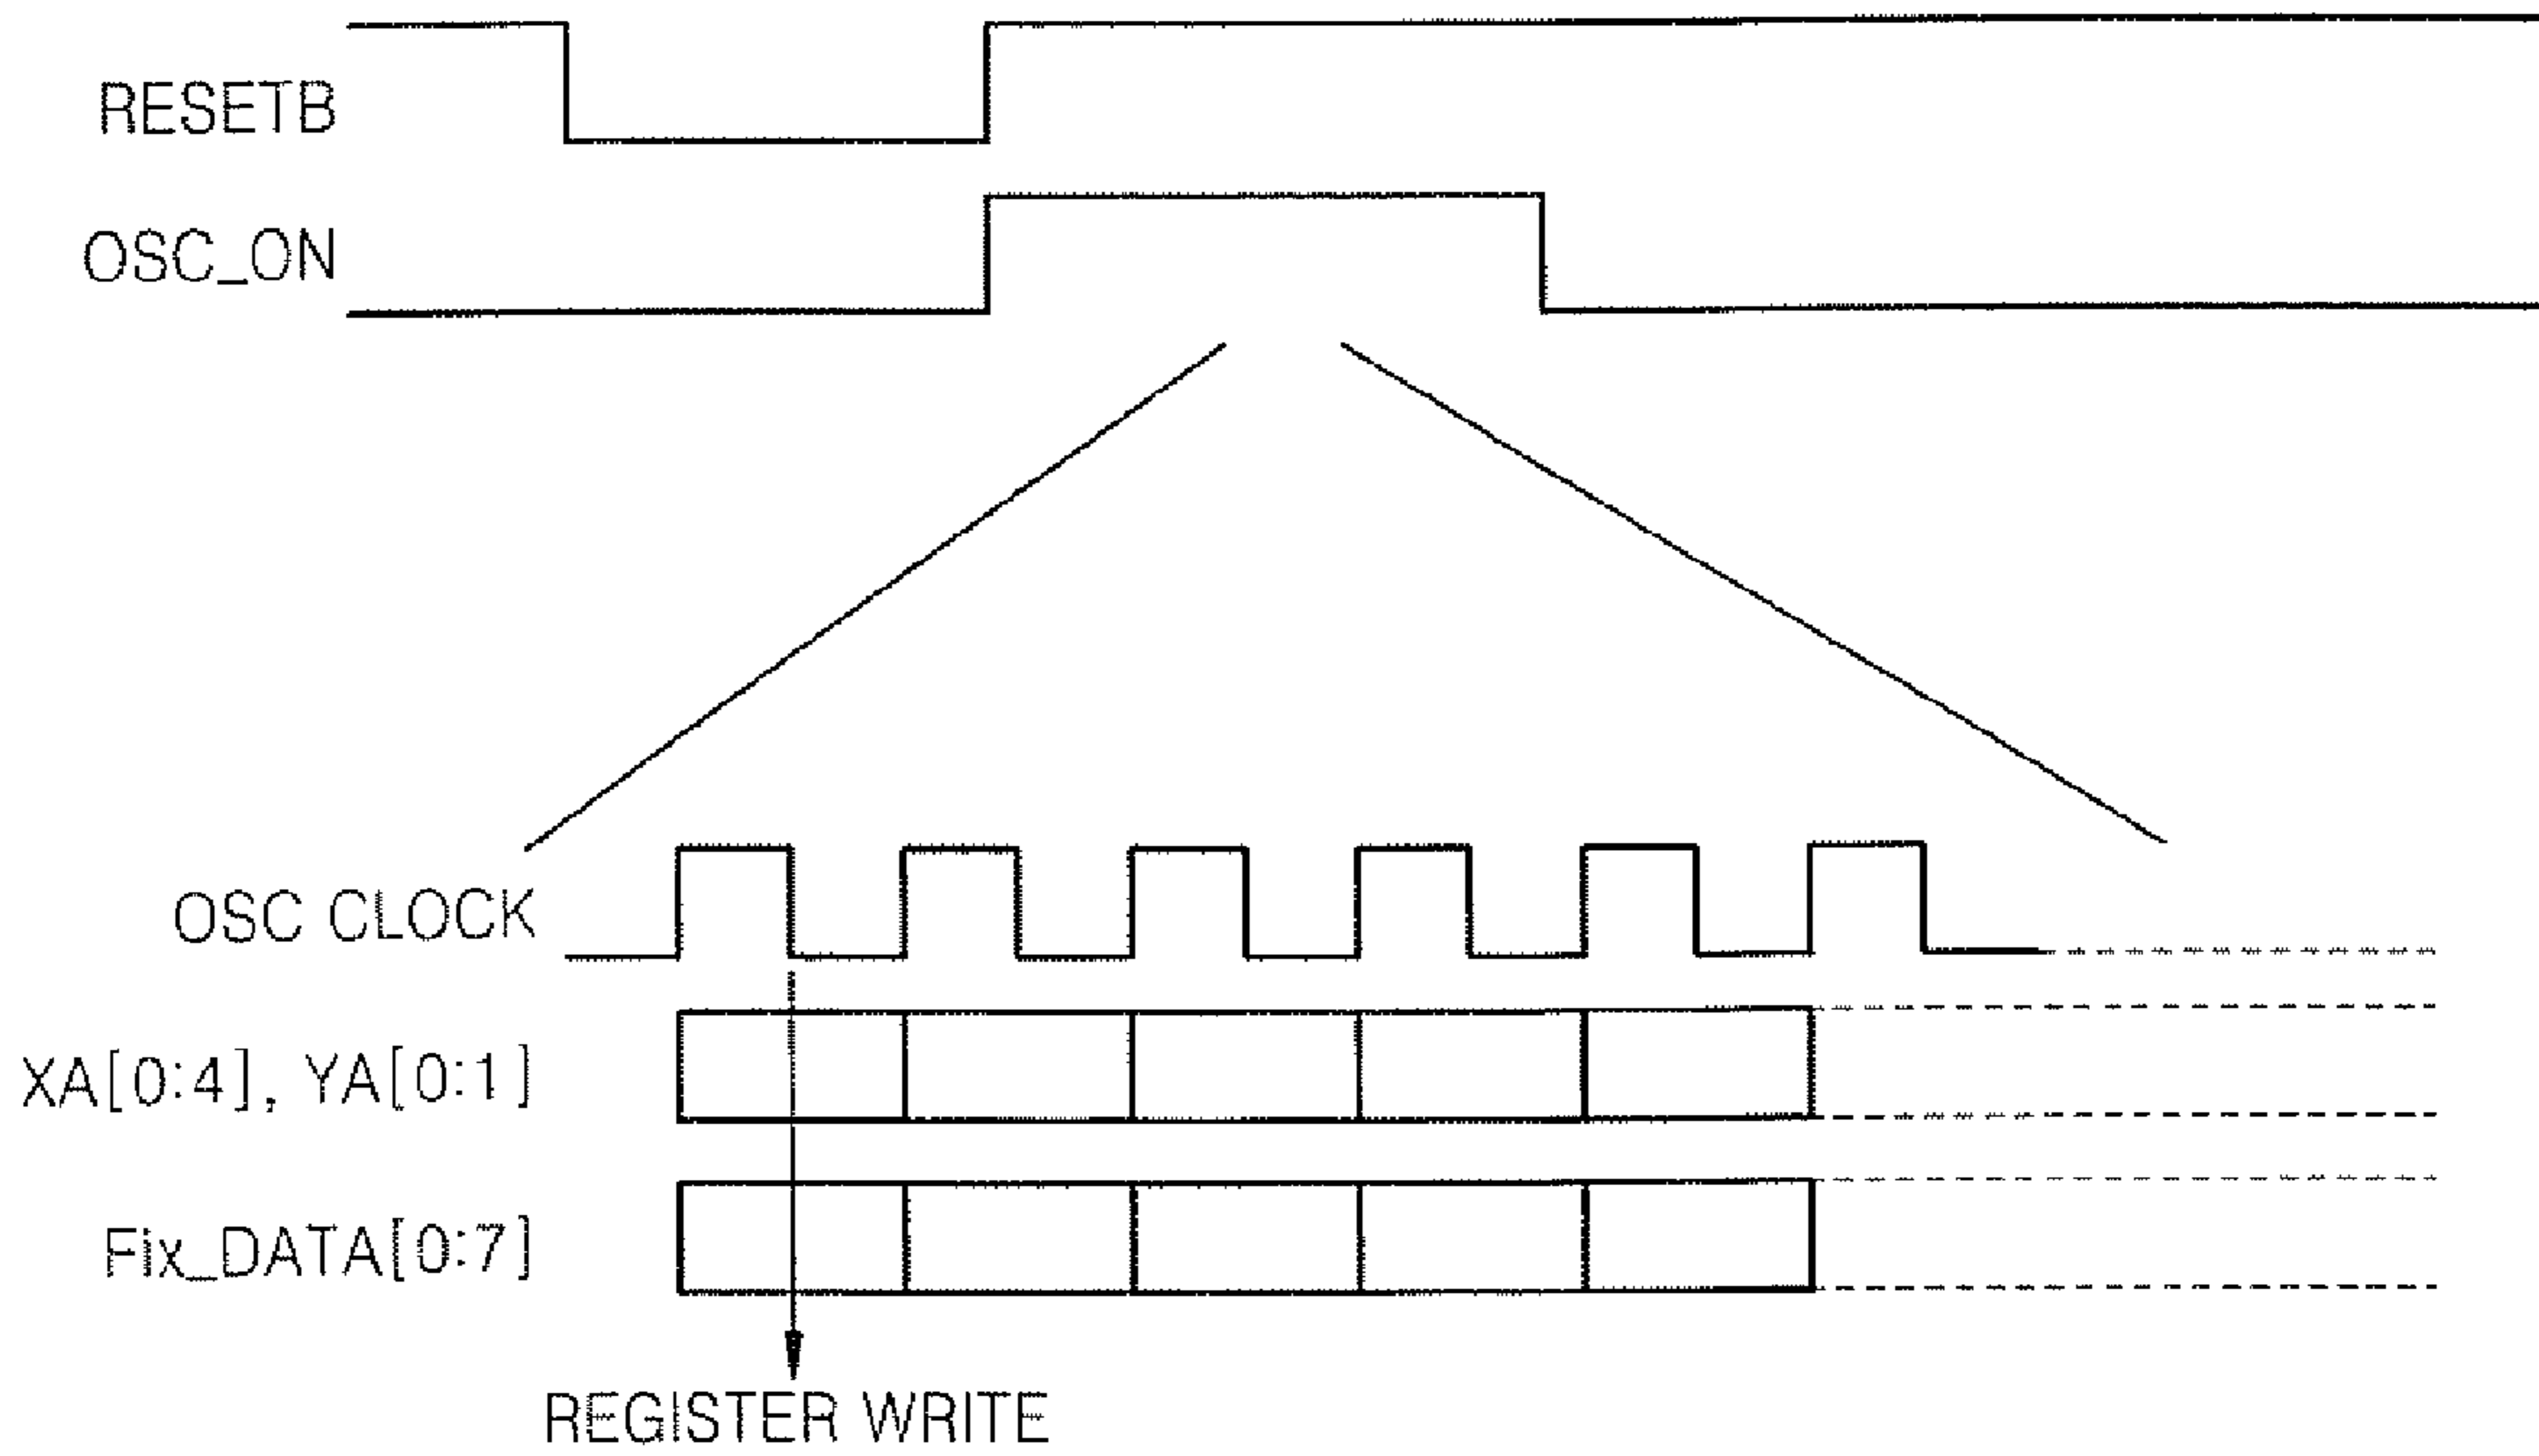 RESETB
OSC_ON
OSC CLOCK
XA[0:4], YA[0:1]
Fix_DATA[0:7]
REGISTER WRITE